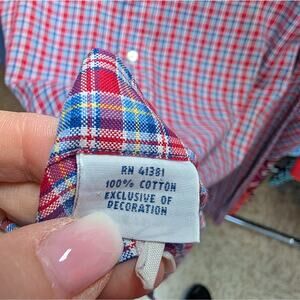 RN 41381
100% COTTON
EXCLUSIVE OF
DECORATION